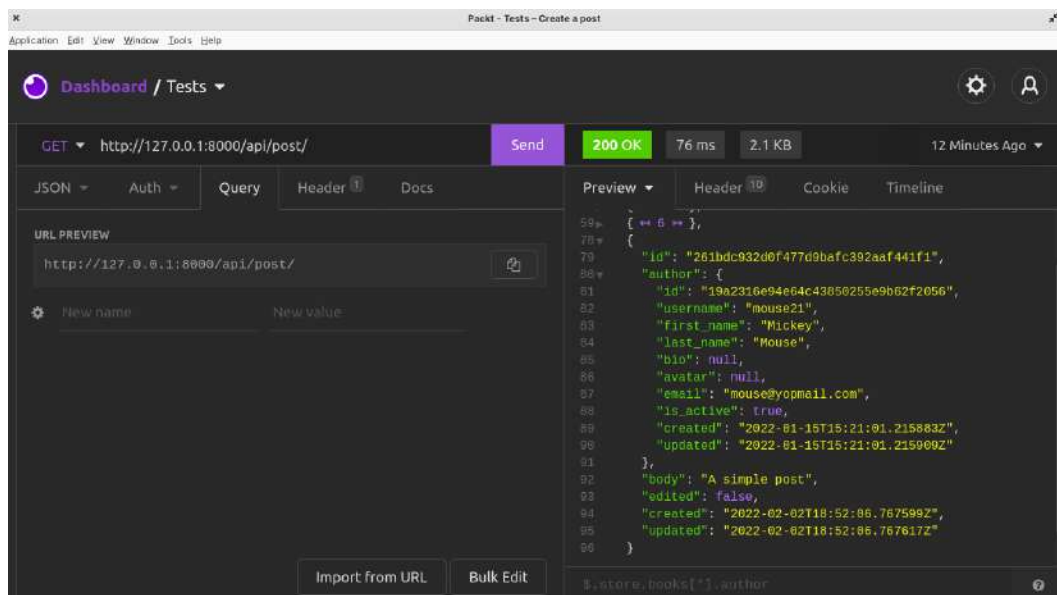 Packt - Tests – Create a post
Application Edit View Window Tools Help
Dashboard / Tests
GET http://127.0.0.1:8000/api/post/ Send
200 OK 76 ms 2.1 KB 12 Minutes Ago
JSON Auth Query Header 1 Docs
Preview Header 10 Cookie Timeline
URL PREVIEW
http://127.0.0.1:8000/api/post/
New name New value
Import from URL Bulk Edit
59 { ↔ 6 ↔ },
78 {
79 "id": "261bdc932d0f477d9bafc392aaf441f1",
80 "author": {
81 "id": "19a2316e94e64c43850255e9b62f2056",
82 "username": "mouse21",
83 "first_name": "Mickey",
84 "last_name": "Mouse",
85 "bio": null,
86 "avatar": null,
87 "email": "mouse@yopmail.com",
88 "is_active": true,
89 "created": "2022-01-15T15:21:01.215883Z",
90 "updated": "2022-01-15T15:21:01.215909Z"
91 },
92 "body": "A simple post",
93 "edited": false,
94 "created": "2022-02-02T18:52:06.767599Z",
95 "updated": "2022-02-02T18:52:06.767617Z"
96 }
$.store.books[*].author